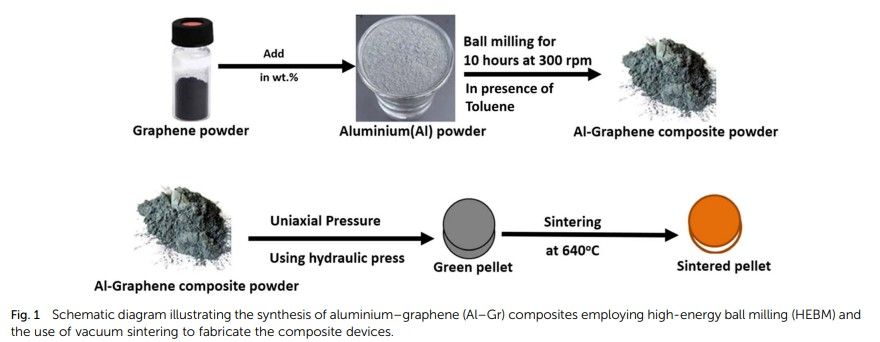 Add
in wt.%
Ball milling for
10 hours at 300 rpm
In presence of
Toluene
Graphene powder
Aluminium(Al) powder
Al-Graphene composite powder
Uniaxial Pressure
Using hydraulic press
Sintering
at 640ºC
Al-Graphene composite powder
Green pellet
Sintered pellet
Fig. 1 Schematic diagram illustrating the synthesis of aluminium–graphene (Al–Gr) composites employing high-energy ball milling (HEBM) and
the use of vacuum sintering to fabricate the composite devices.